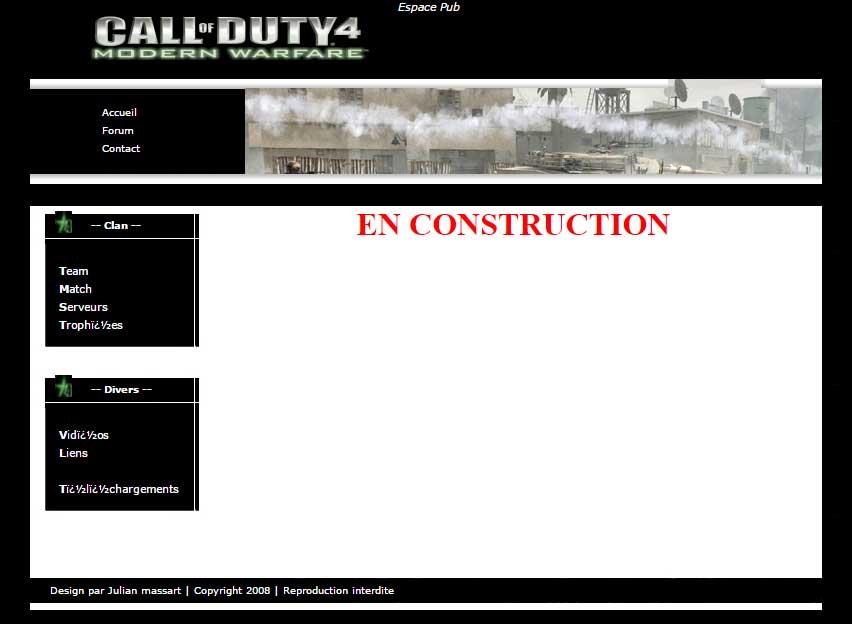 Espace Pub
CALL OF DUTY 4
MODERN WARFARE
Accueil
Forum
Contact
-- Clan --
EN CONSTRUCTION
Team
Match
Serveurs
Trophï¿½es
-- Divers --
Vidï¿½os
Liens
Tï¿½lï¿½chargements
Design par Julian massart | Copyright 2008 | Reproduction interdite